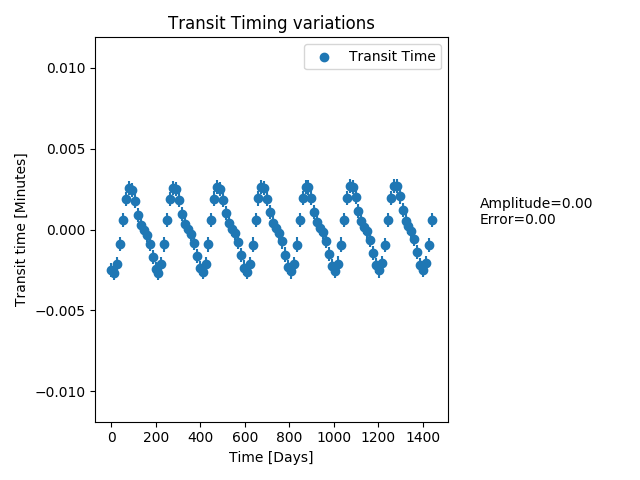 Transit Timing variations
Transit Time
0.010
0.005
0.000
−0.005
−0.010
Transit time [Minutes]
0 200 400 600 800 1000 1200 1400
Time [Days]
Amplitude=0.00
Error=0.00